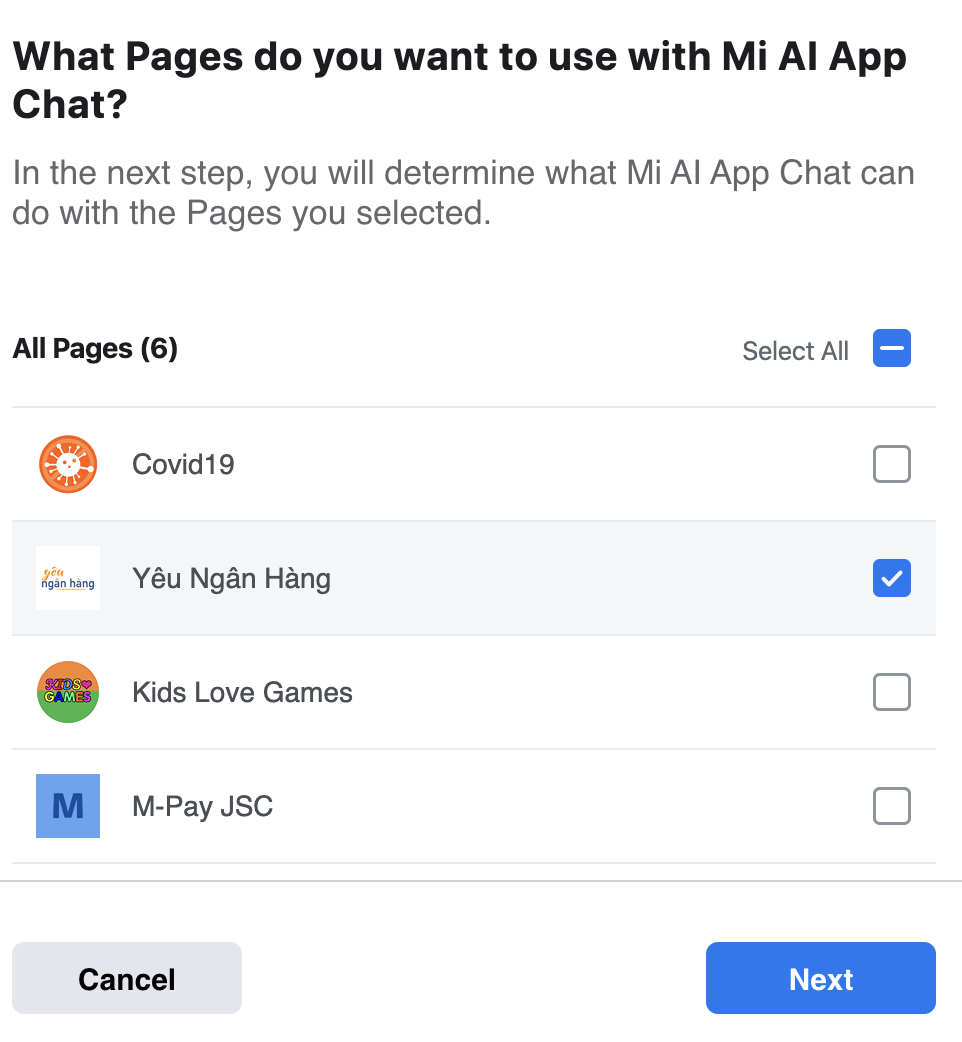 What Pages do you want to use with Mi AI App
Chat?
In the next step, you will determine what Mi AI App Chat can
do with the Pages you selected.
All Pages (6)
Select All
Covid19
yêu
ngân hàng
Yêu Ngân Hàng
KIDS
GAMES
Kids Love Games
M
M-Pay JSC
Cancel
Next